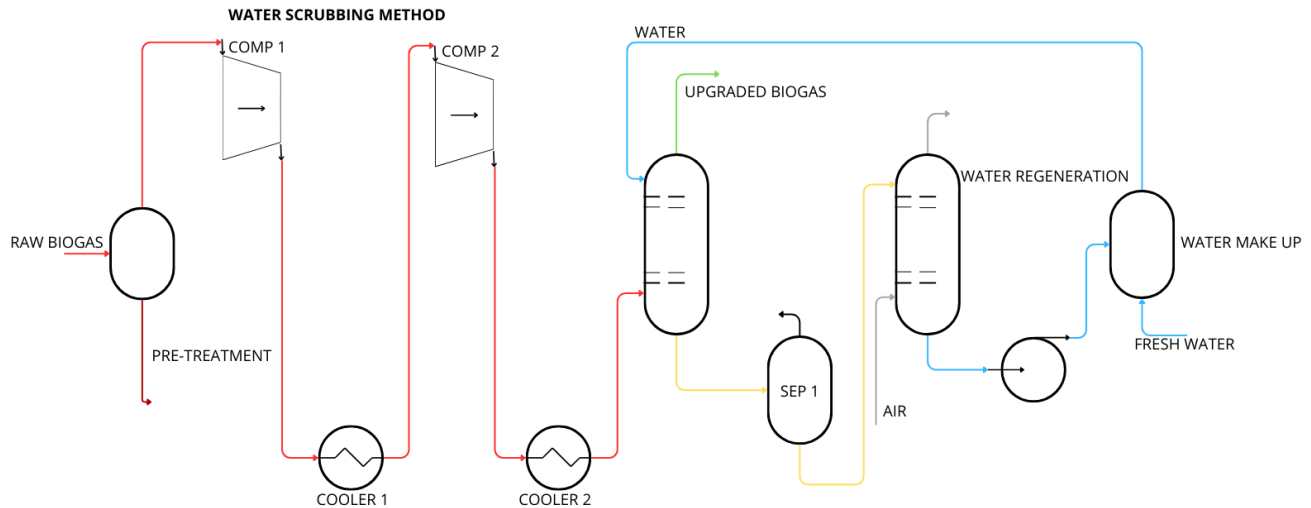 WATER SCRUBBING METHOD
COMP 1
COMP 2
WATER
UPGRADED BIOGAS
WATER REGENERATION
RAW BIOGAS
WATER MAKE UP
FRESH WATER
PRE-TREATMENT
SEP 1
AIR
COOLER 1
COOLER 2